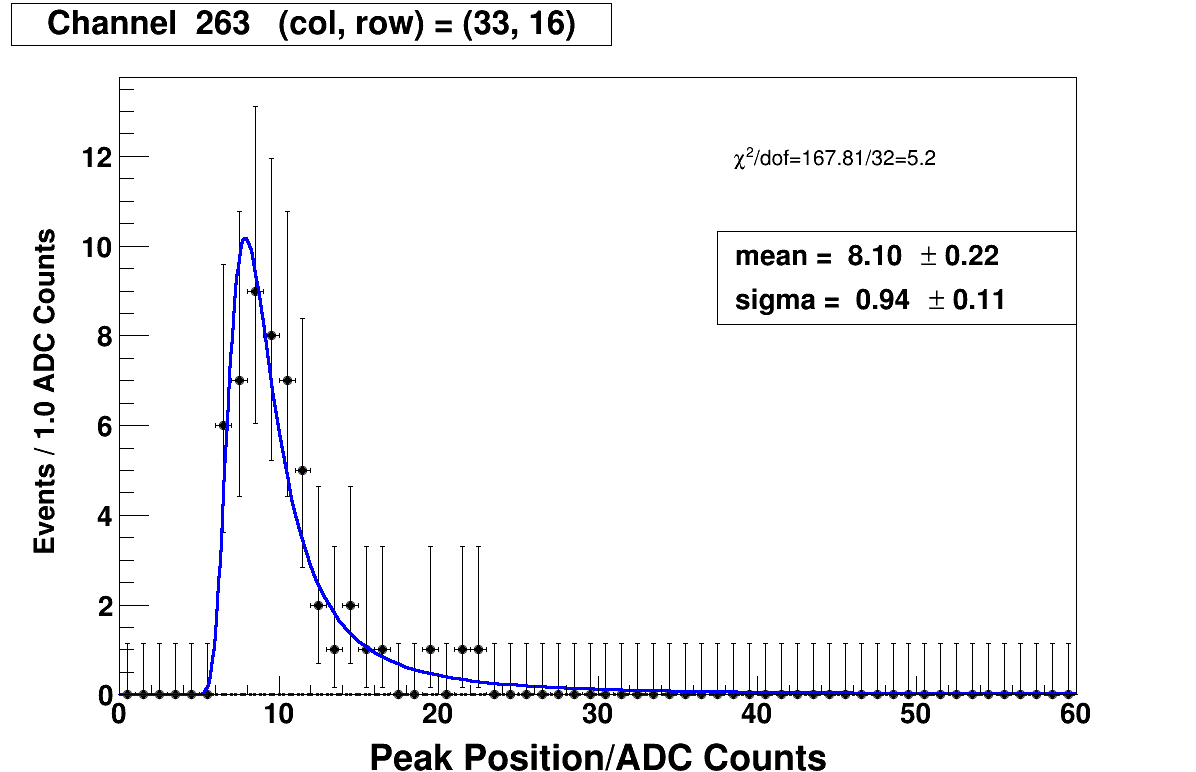 Channel 263 (col, row) = (33, 16)
χ²/dof=167.81/32=5.2
mean = 8.10 ± 0.22
sigma = 0.94 ± 0.11
Events / 1.0 ADC Counts
12
10
8
6
4
2
0
0 10 20 30 40 50 60
Peak Position/ADC Counts